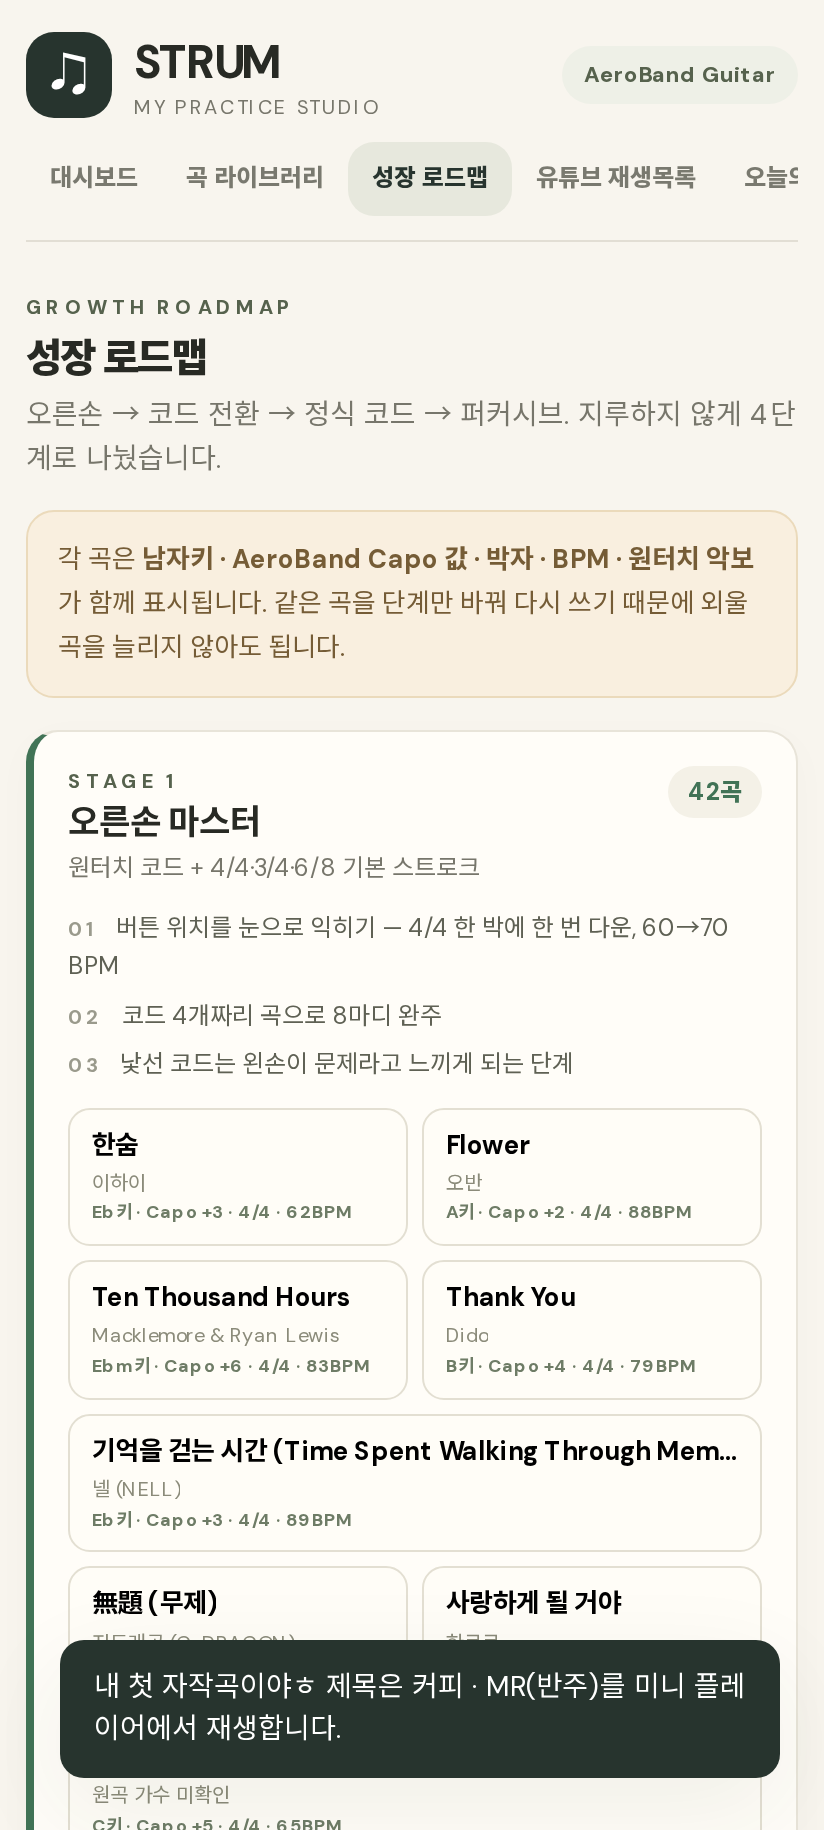 STRUM
MY PRACTICE STUDIO
AeroBand Guitar
대시보드 곡 라이브러리 성장 로드맵 유튜브 재생목록
GROWTH ROADMAP
성장 로드맵
오른손 → 코드 전환 → 정식 코드 → 퍼커시브. 지루하지 않게 4단
계로 나눴습니다.
각 곡은 남자키 · AeroBand Capo 값 · 박자 · BPM · 원터치 악보
가 함께 표시됩니다. 같은 곡을 단계만 바꿔 다시 쓰기 때문에 외울
곡을 늘리지 않아도 됩니다.
STAGE 1
42곡
오른손 마스터
원터치 코드 + 4/4·3/4·6/8 기본 스트로크
01 버튼 위치를 눈으로 익히기 — 4/4 한 박에 한 번 다운, 60→70
BPM
02 코드 4개짜리 곡으로 8마디 완주
03 낯선 코드는 왼손이 문제라고 느끼게 되는 단계
한숨
이하이
Eb키 · Capo +3 · 4/4 · 62BPM
Flower
오반
A키 · Capo +2 · 4/4 · 88BPM
Ten Thousand Hours
Macklemore & Ryan Lewis
Ebm키 · Capo +6 · 4/4 · 83BPM
Thank You
Dido
B키 · Capo +4 · 4/4 · 79BPM
기억을 걷는 시간 (Time Spent Walking Through Mem...
넬 (NELL)
Eb키 · Capo +3 · 4/4 · 89BPM
無題 (무제)
사랑하게 될 거야
내 첫 자작곡이야ㅎ 제목은 커피 · MR(반주)를 미니 플레
이어에서 재생합니다.
원곡 가수 미확인
C키 · Capo +5 · 4/4 · 65BPM